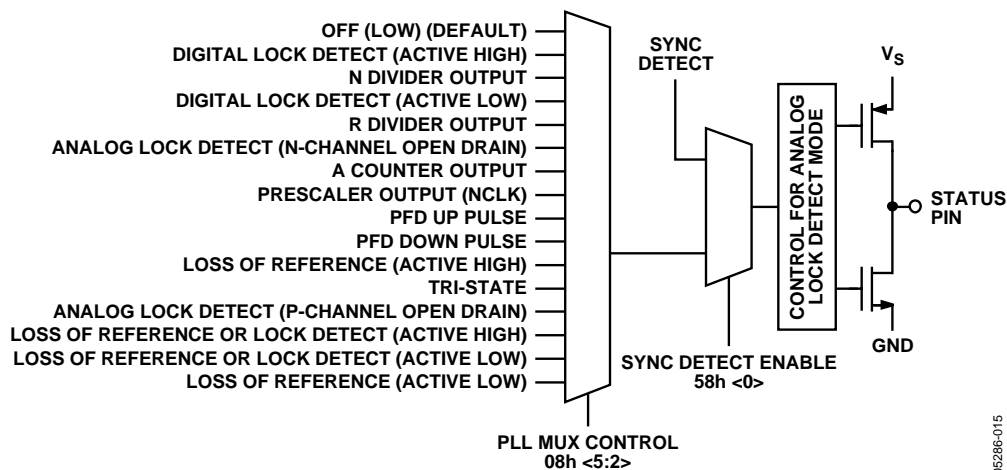 OFF (LOW) (DEFAULT)
DIGITAL LOCK DETECT (ACTIVE HIGH)
N DIVIDER OUTPUT
DIGITAL LOCK DETECT (ACTIVE LOW)
R DIVIDER OUTPUT
ANALOG LOCK DETECT (N-CHANNEL OPEN DRAIN)
A COUNTER OUTPUT
PRESCALER OUTPUT (NCLK)
PFD UP PULSE
PFD DOWN PULSE
LOSS OF REFERENCE (ACTIVE HIGH)
TRI-STATE
ANALOG LOCK DETECT (P-CHANNEL OPEN DRAIN)
LOSS OF REFERENCE OR LOCK DETECT (ACTIVE HIGH)
LOSS OF REFERENCE OR LOCK DETECT (ACTIVE LOW)
LOSS OF REFERENCE (ACTIVE LOW)
PLL MUX CONTROL
08h <5:2>
SYNC
DETECT
SYNC DETECT ENABLE
58h <0>
CONTROL FOR ANALOG
LOCK DETECT MODE
VS
STATUS
PIN
GND
05286-015